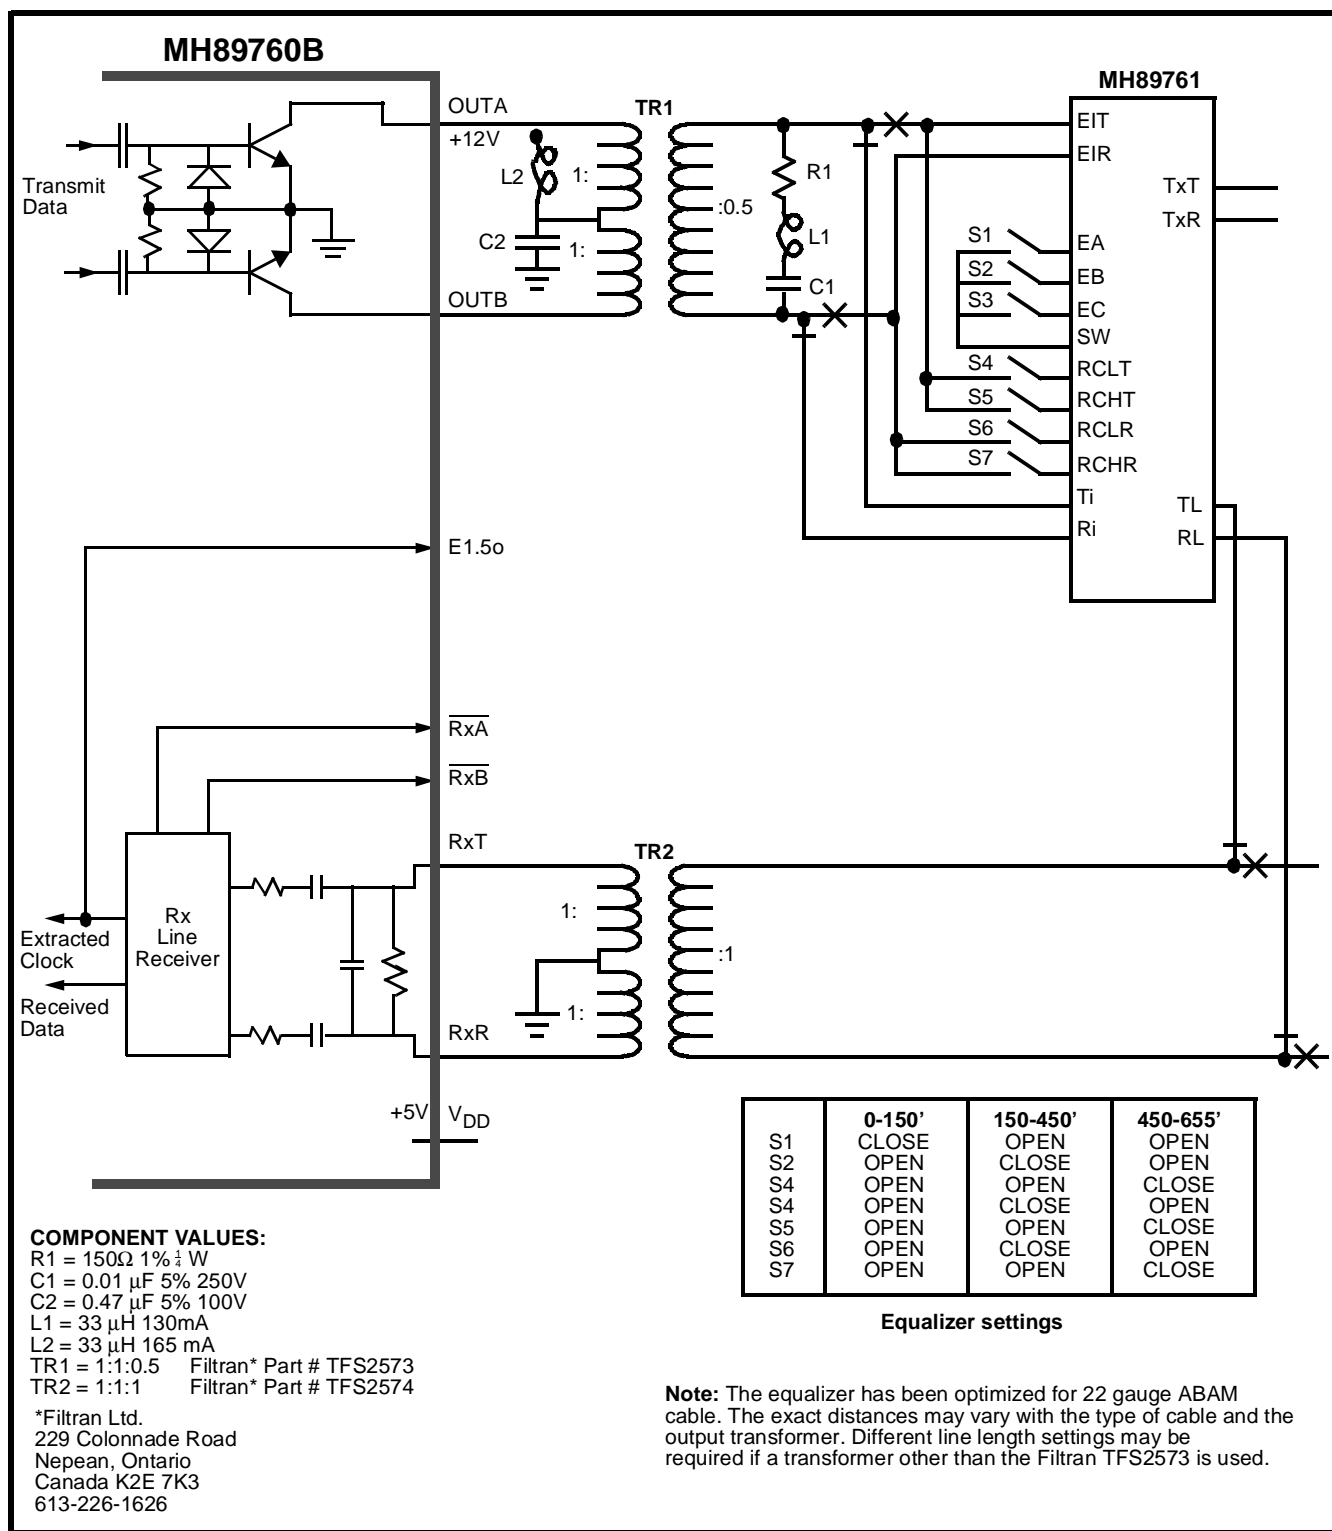 MH89760B
MH89761
OUTA
+12V
TR1
L2
1:
C2
1:
:0.5
R1
L1
C1
OUTB
Transmit
Data
EIT
EIR
TxT
TxR
S1
EA
S2
EB
S3
EC
SW
S4
RCLT
S5
RCHT
S6
RCLR
S7
RCHR
Ti
TL
Ri
RL
E1.5o
RxA
RxB
RxT
TR2
1:
:1
1:
RxR
Rx
Line
Receiver
Extracted
Clock
Received
Data
+5V VDD
0-150' 150-450' 450-655'
S1 CLOSE OPEN OPEN
S2 OPEN CLOSE OPEN
S4 OPEN OPEN CLOSE
S4 OPEN CLOSE OPEN
S5 OPEN OPEN CLOSE
S6 OPEN CLOSE OPEN
S7 OPEN OPEN CLOSE
Equalizer settings
COMPONENT VALUES:
R1 = 150Ω 1% ¼ W
C1 = 0.01 μF 5% 250V
C2 = 0.47 μF 5% 100V
L1 = 33 μH 130mA
L2 = 33 μH 165 mA
TR1 = 1:1:0.5 Filtran* Part # TFS2573
TR2 = 1:1:1 Filtran* Part # TFS2574
*Filtran Ltd.
229 Colonnade Road
Nepean, Ontario
Canada K2E 7K3
613-226-1626
Note: The equalizer has been optimized for 22 gauge ABAM
cable. The exact distances may vary with the type of cable and the
output transformer. Different line length settings may be
required if a transformer other than the Filtran TFS2573 is used.